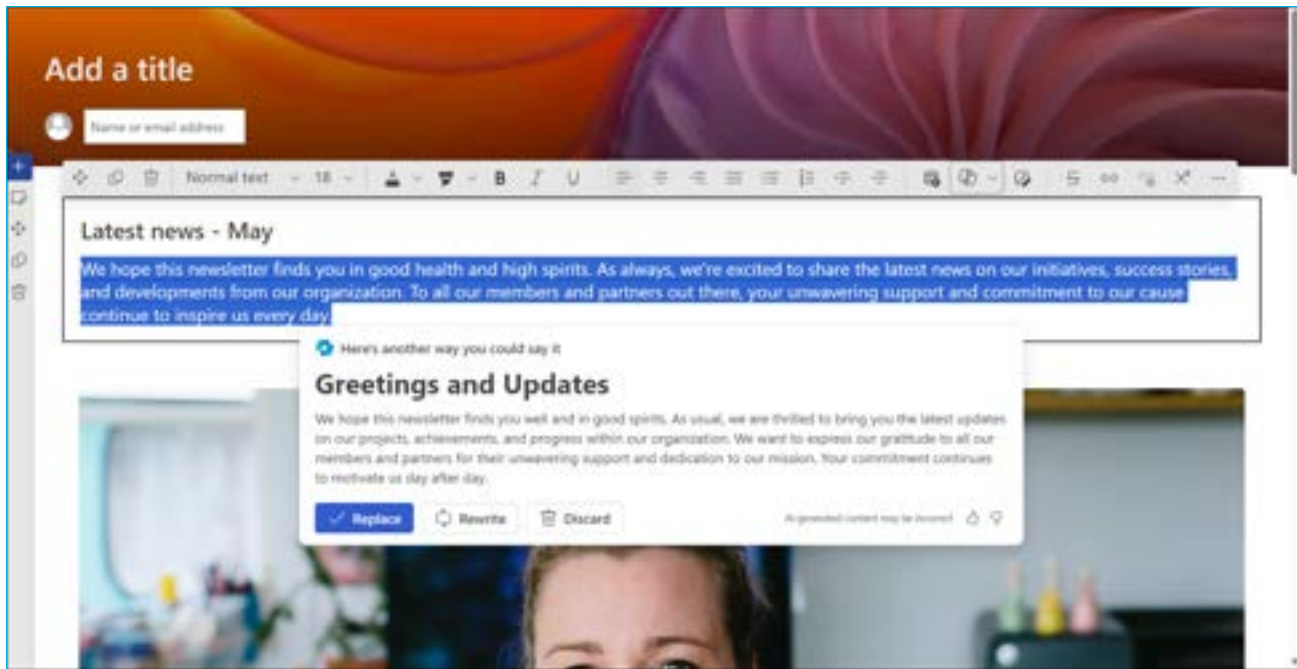 Add a title
Name or email address
Normal text 18 B I U
Latest news - May
We hope this newsletter finds you in good health and high spirits. As always, we're excited to share the latest news on our initiatives, success stories,
and developments from our organization. To all our members and partners out there, your unwavering support and commitment to our cause
continue to inspire us every day.
Here's another way you could say it
Greetings and Updates
We hope this newsletter finds you well and in good spirits. As usual, we are thrilled to bring you the latest updates
on our projects, achievements, and progress within our organization. We want to express our gratitude to all our
members and partners for their unwavering support and dedication to our mission. Your commitment continues
to motivate us day after day.
Replace Rewrite Discard AI-generated content may be incorrect